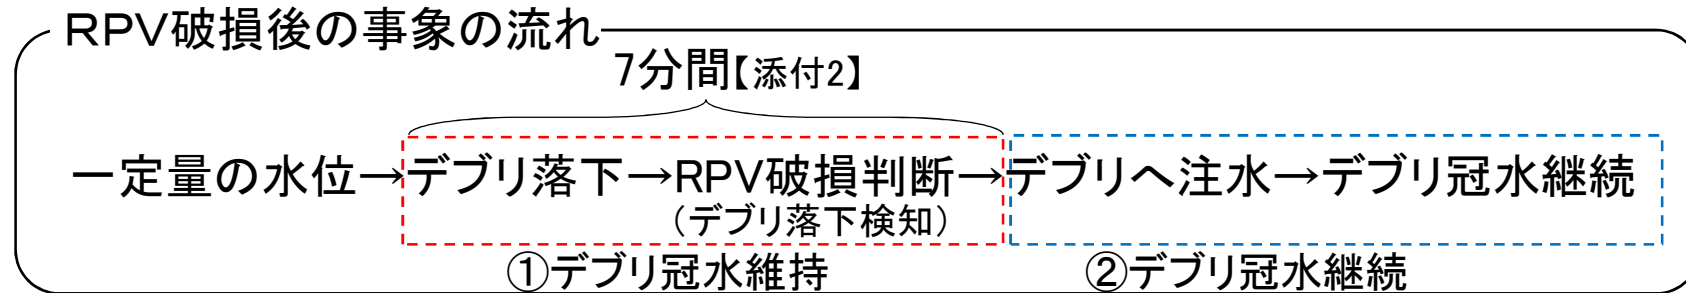 RPV破損後の事象の流れ
7分間【添付2】
一定量の水位→デブリ落下→RPV破損判断→デブリへ注水→デブリ冠水継続
(デブリ落下検知)
①デブリ冠水維持 ②デブリ冠水継続